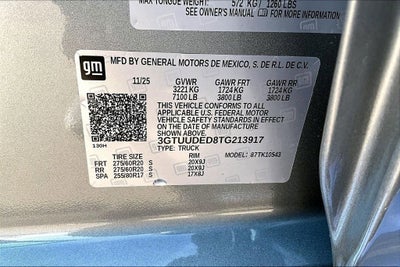 MAX TONGUE WEIGHT: 572 KG / 1260 LBS
SEE OWNER'S MANUAL FOR
gm
MFD BY GENERAL MOTORS DE MEXICO, S. DE R.L. DE C.V.
11/25 GVWR GAWR FRT GAWR RR
3221 KG 1724 KG 1724 KG
7100 LB 3800 LB 3800 LB
THIS VEHICLE CONFORMS TO ALL
APPLICABLE U.S. FEDERAL MOTOR
VEHICLE SAFETY
STANDARDS IN EFFECT ON THE DATE OF
MANUFACTURE SHOWN ABOVE.
3GTUUDED8TG213917
TYPE: TRUCK MODEL: 87TK10543
130H
TIRE SIZE RIM
FRT 275/60R20 S 20X9J
RR 275/60R20 S 20X9J
SPA 255/80R17 S 17X8J